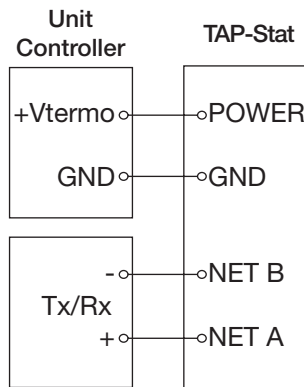 Unit
Controller
TAP-Stat
+Vtermo
POWER
GND
GND
-
NET B
Tx/Rx
+
NET A